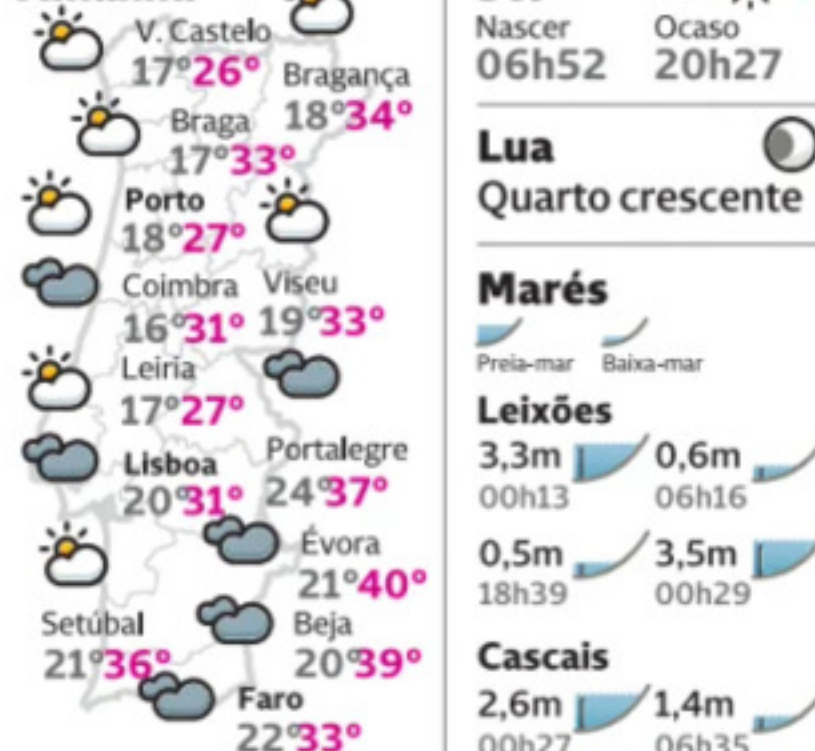 V. Castelo
17° 26°
Bragança
18° 34°
Braga
17° 33°
Porto
18° 27°
Coimbra
16° 31°
Viseu
19° 33°
Leiria
17° 27°
Lisboa
20° 31°
Portalegre
24° 37°
Évora
21° 40°
Setúbal
21° 36°
Beja
20° 39°
Faro
22° 33°
Nascer Ocaso
06h52 20h27
Lua
Quarto crescente
Marés
Preia-mar Baixa-mar
Leixões
3,3m 0,6m
00h13 06h16
0,5m 3,5m
18h39 00h29
Cascais
2,6m 1,4m
00h27 06h35